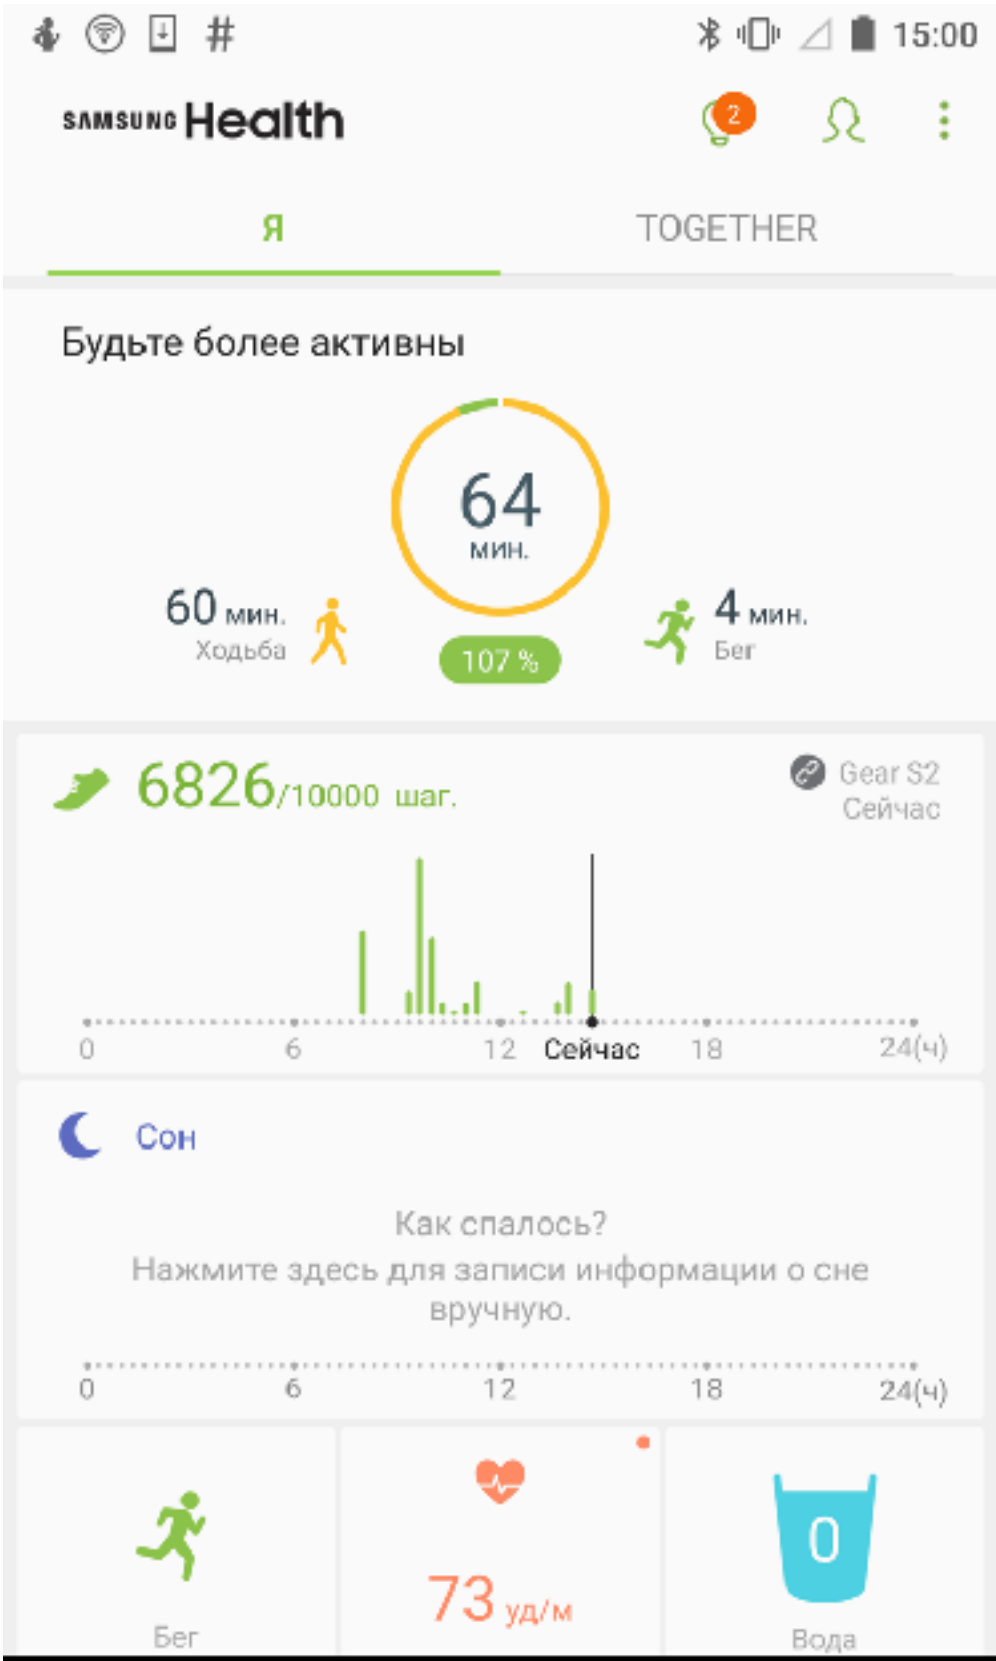 15:00
SAMSUNG Health
2
Я
TOGETHER
Будьте более активны
64
мин.
60 мин.
Ходьба
107 %
4 мин.
Бег
6826/10000 шаг.
Gear S2
Сейчас
0 6 12 Сейчас 18 24(ч)
Сон
Как спалось?
Нажмите здесь для записи информации о сне
вручную.
0 6 12 18 24(ч)
Бег
73 уд/м
0
Вода